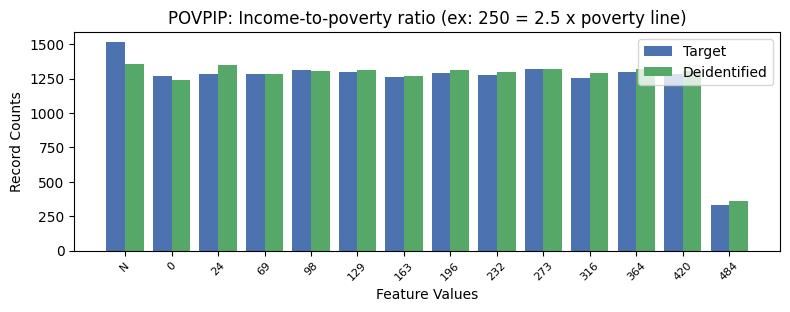 POVPIP: Income-to-poverty ratio (ex: 250 = 2.5 x poverty line)
Target
Deidentified
Record Counts
1500
1250
1000
750
500
250
0
N 0 24 69 98 129 163 196 232 273 316 364 420 484
Feature Values